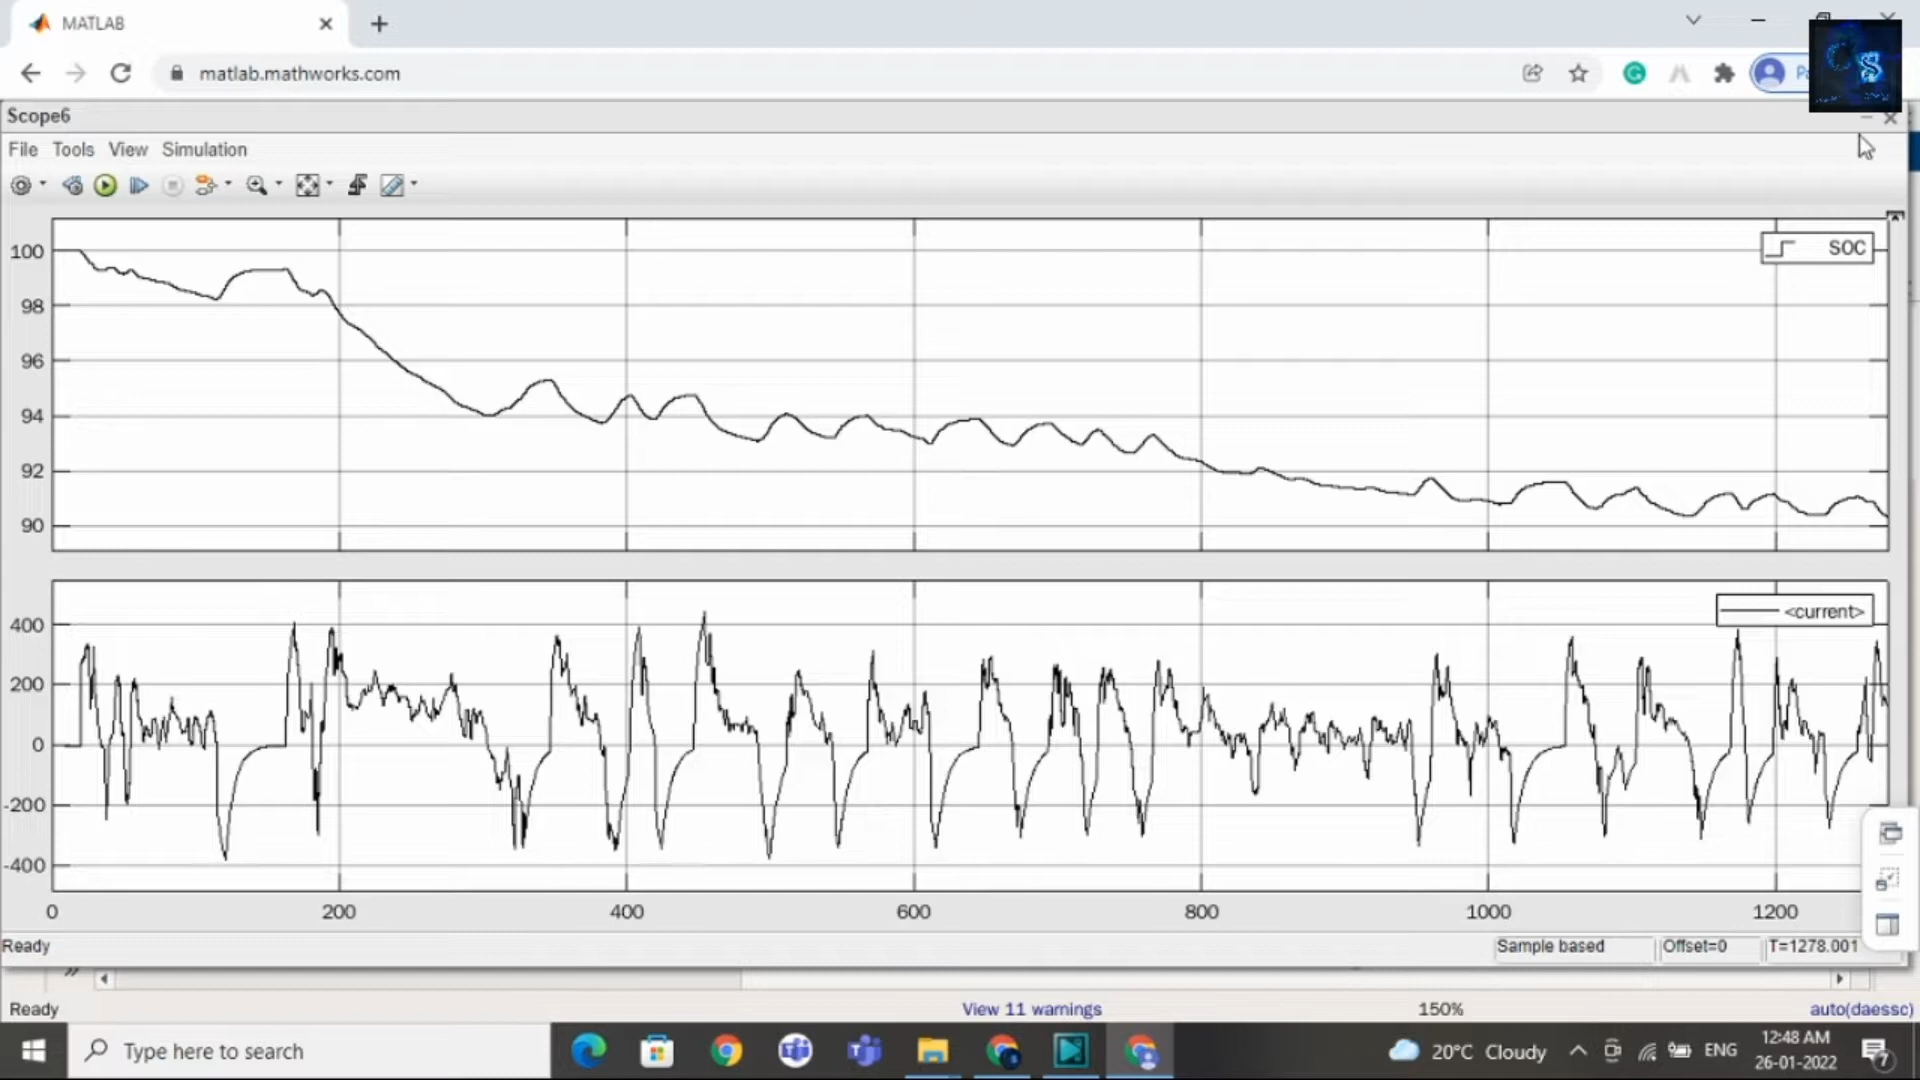 MATLAB
matlab.mathworks.com
Scope6
File Tools View Simulation
100
98
96
94
92
90
SOC
400
200
0
-200
-400
<current>
0 200 400 600 800 1000 1200
Ready Sample based Offset=0 T=1278.001
Ready View 11 warnings 150% auto(daessc)
Type here to search
20°C Cloudy ENG
12:48 AM
26-01-2022
7